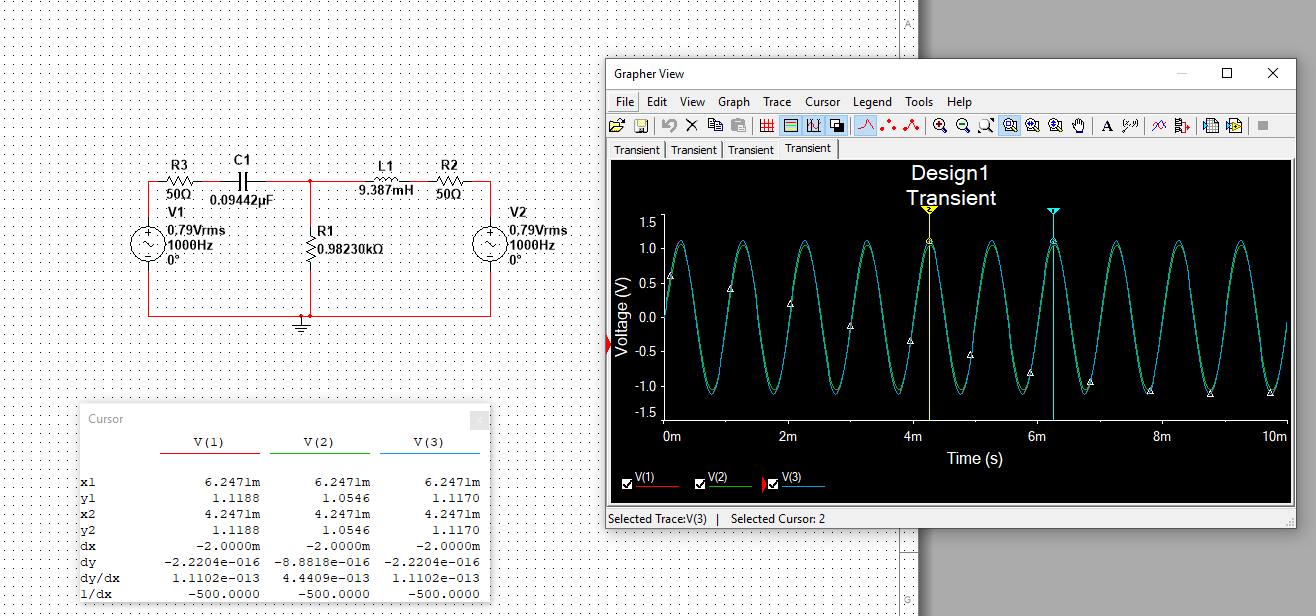 A
R3
50Ω
C1
0.09442μF
L1
9.387mH
R2
50Ω
V1
0.79Vrms
1000Hz
0°
R1
0.98230kΩ
V2
0.79Vrms
1000Hz
0°
G
Cursor
V(1) V(2) V(3)
x1 6.2471m 6.2471m 6.2471m
y1 1.1188 1.0546 1.1170
x2 4.2471m 4.2471m 4.2471m
y2 1.1188 1.0546 1.1170
dx -2.0000m -2.0000m -2.0000m
dy -2.2204e-016 -8.8818e-016 -2.2204e-016
dy/dx 1.1102e-013 4.4409e-013 1.1102e-013
1/dx -500.0000 -500.0000 -500.0000
Grapher View
File Edit View Graph Trace Cursor Legend Tools Help
Transient Transient Transient Transient
Design1
Transient
2 1
1.5
1.0
0.5
0.0
-0.5
-1.0
-1.5
Voltage (V)
0m 2m 4m 6m 8m 10m
Time (s)
V(1) V(2) V(3)
Selected Trace:V(3) | Selected Cursor: 2